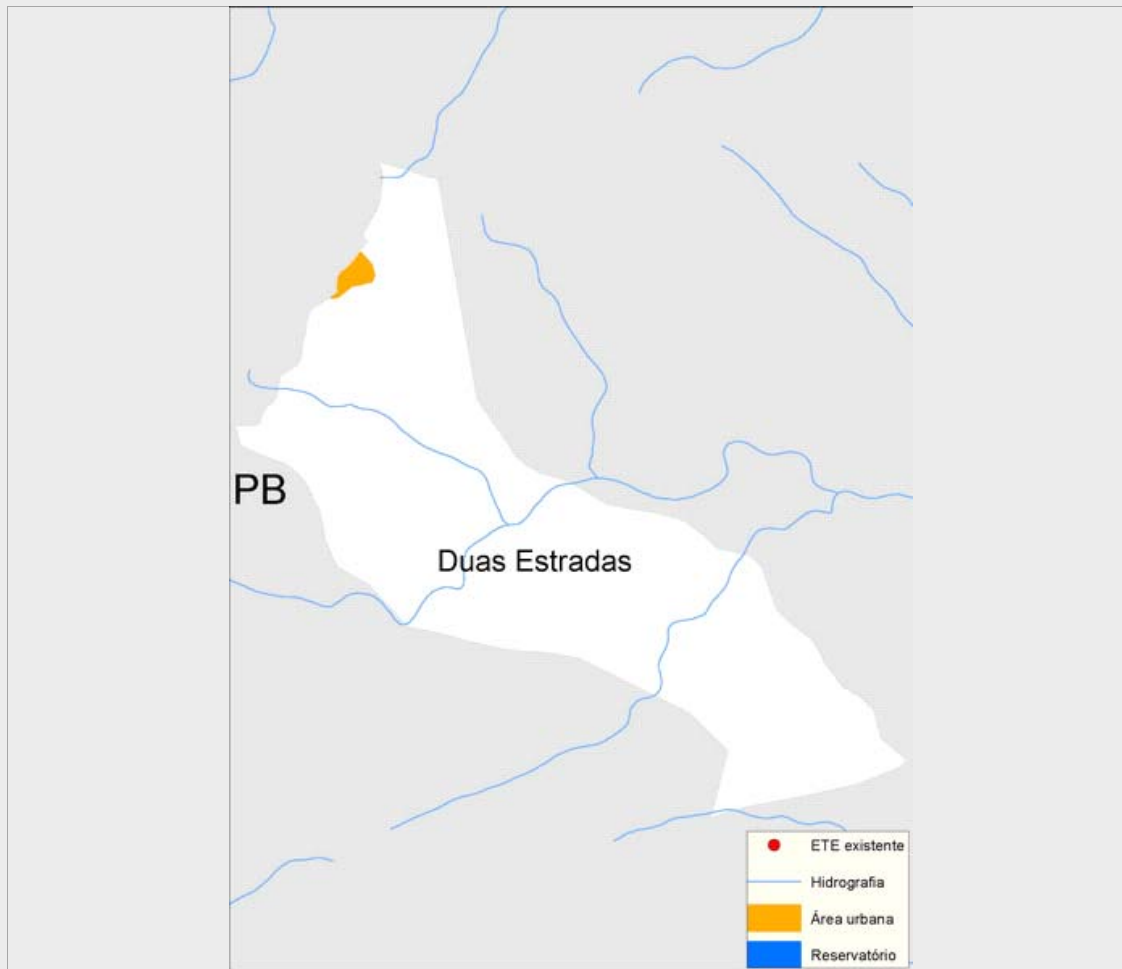 PB
Duas Estradas
ETE existente
Hidrografia
Área urbana
Reservatório